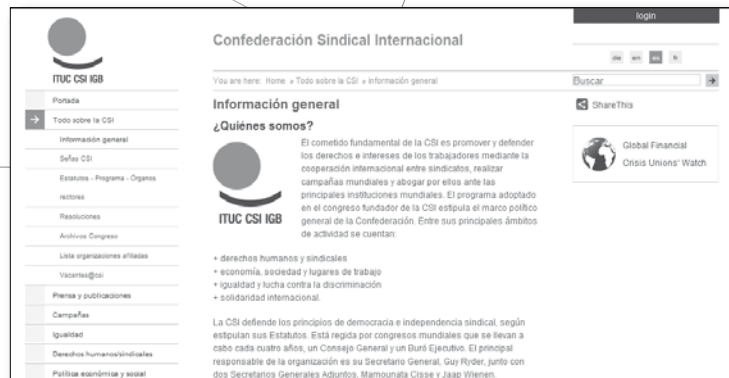 login
Confederación Sindical Internacional
de en es fr
ITUC CSI IGB
You are here: Home » Todo sobre la CSI » Información general
Buscar
Portada
Todo sobre la CSI
Información general
Señas CSI
Estatutos - Programa - Órganos
rectores
Resoluciones
Archivos Congreso
Lista organizaciones afiliadas
Vacantes@csi
Prensa y publicaciones
Campañas
Igualdad
Derechos humanos/sindicales
Política económica y social
Información general
¿Quiénes somos?
El cometido fundamental de la CSI es promover y defender
los derechos e intereses de los trabajadores mediante la
cooperación internacional entre sindicatos, realizar
campañas mundiales y abogar por ellos ante las
principales instituciones mundiales. El programa adoptado
en el congreso fundador de la CSI estipula el marco político
general de la Confederación. Entre sus principales ámbitos
de actividad se cuentan:
ITUC CSI IGB
+ derechos humanos y sindicales
+ economía, sociedad y lugares de trabajo
+ igualdad y lucha contra la discriminación
+ solidaridad internacional.
La CSI defiende los principios de democracia e independencia sindical, según
estipulan sus Estatutos. Está regida por congresos mundiales que se llevan a
cabo cada cuatro años, un Consejo General y un Buró Ejecutivo. El principal
responsable de la organización es su Secretario General, Guy Ryder, junto con
dos Secretarios Generales Adjuntos, Mamounata Cisse y Jaap Wienen.
ShareThis
Global Financial
Crisis Unions' Watch